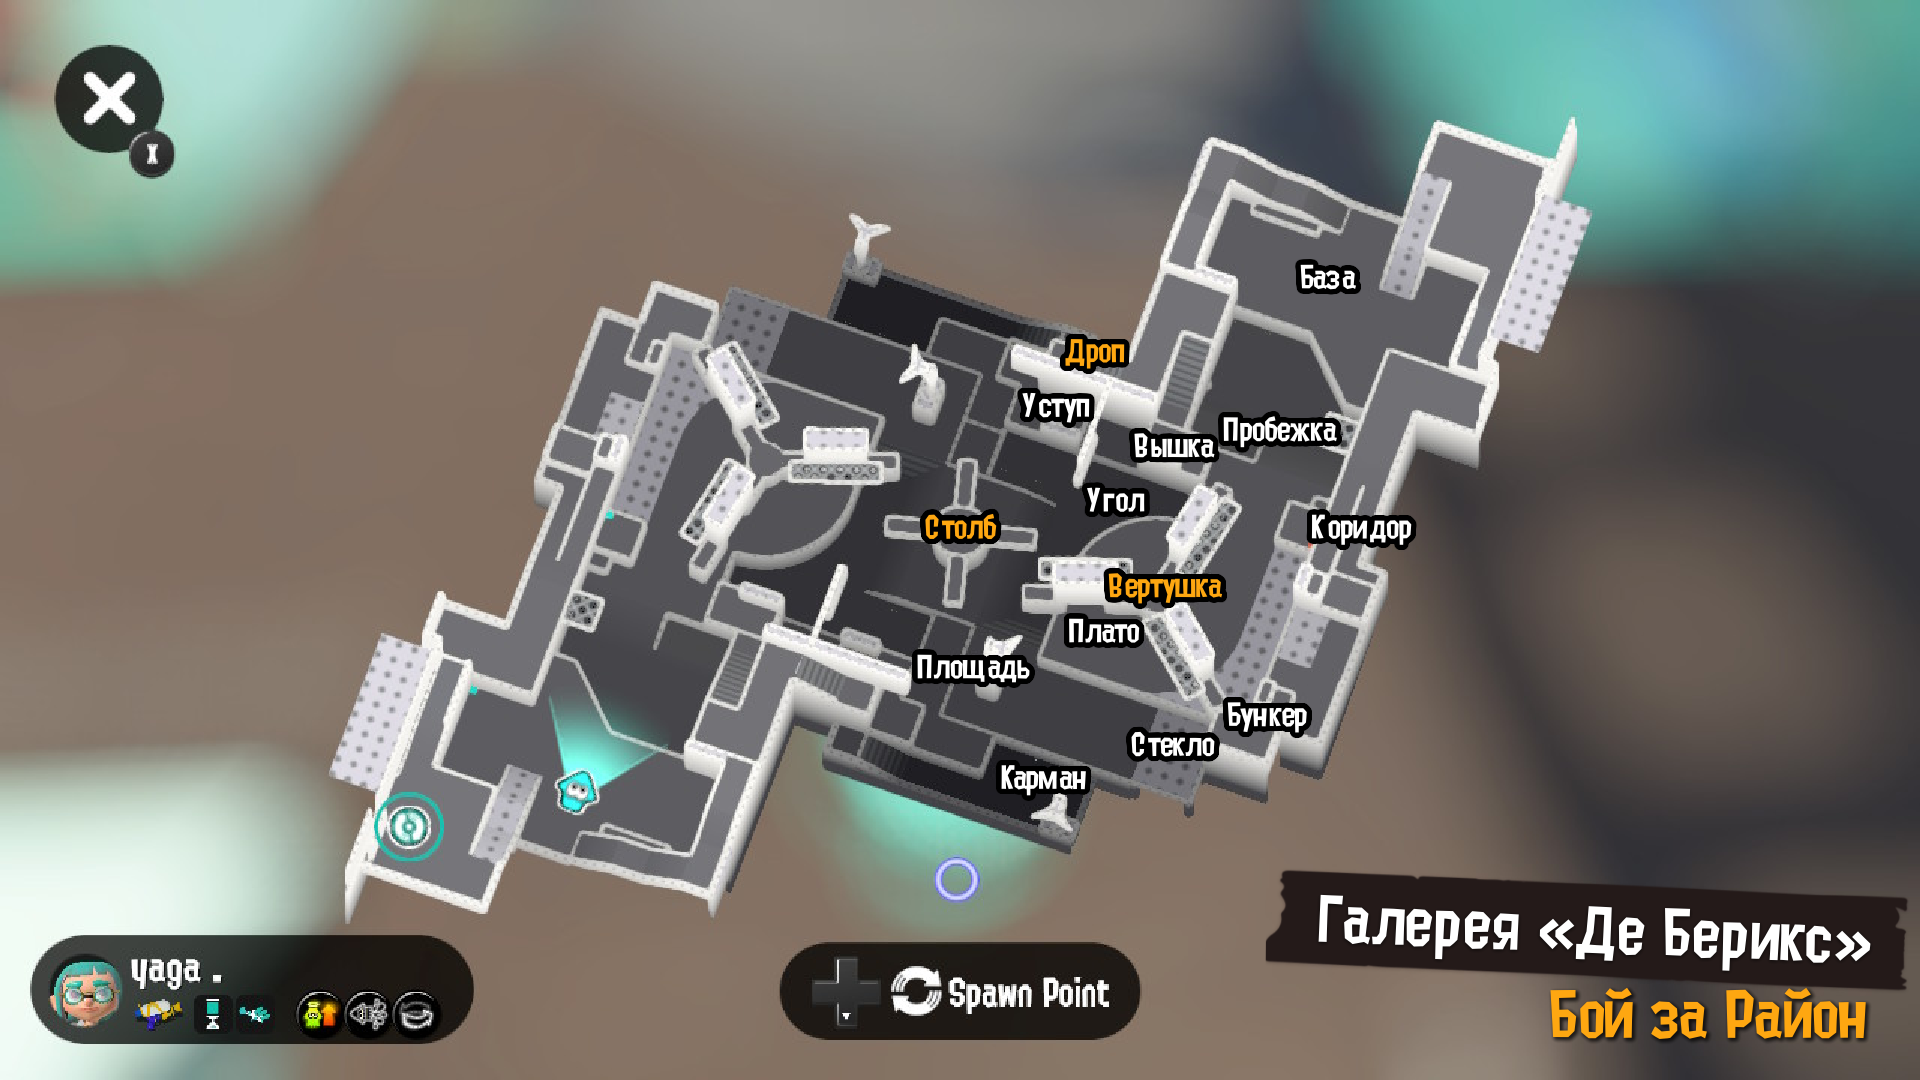 База
Дроп
Уступ
Пробежка
Вышка
Угол
Столб
Коридор
Вертушка
Плато
Площадь
Бункер
Стекло
Карман
Галерея «Де Берикс»
Бой за Район
yaga .
Spawn Point